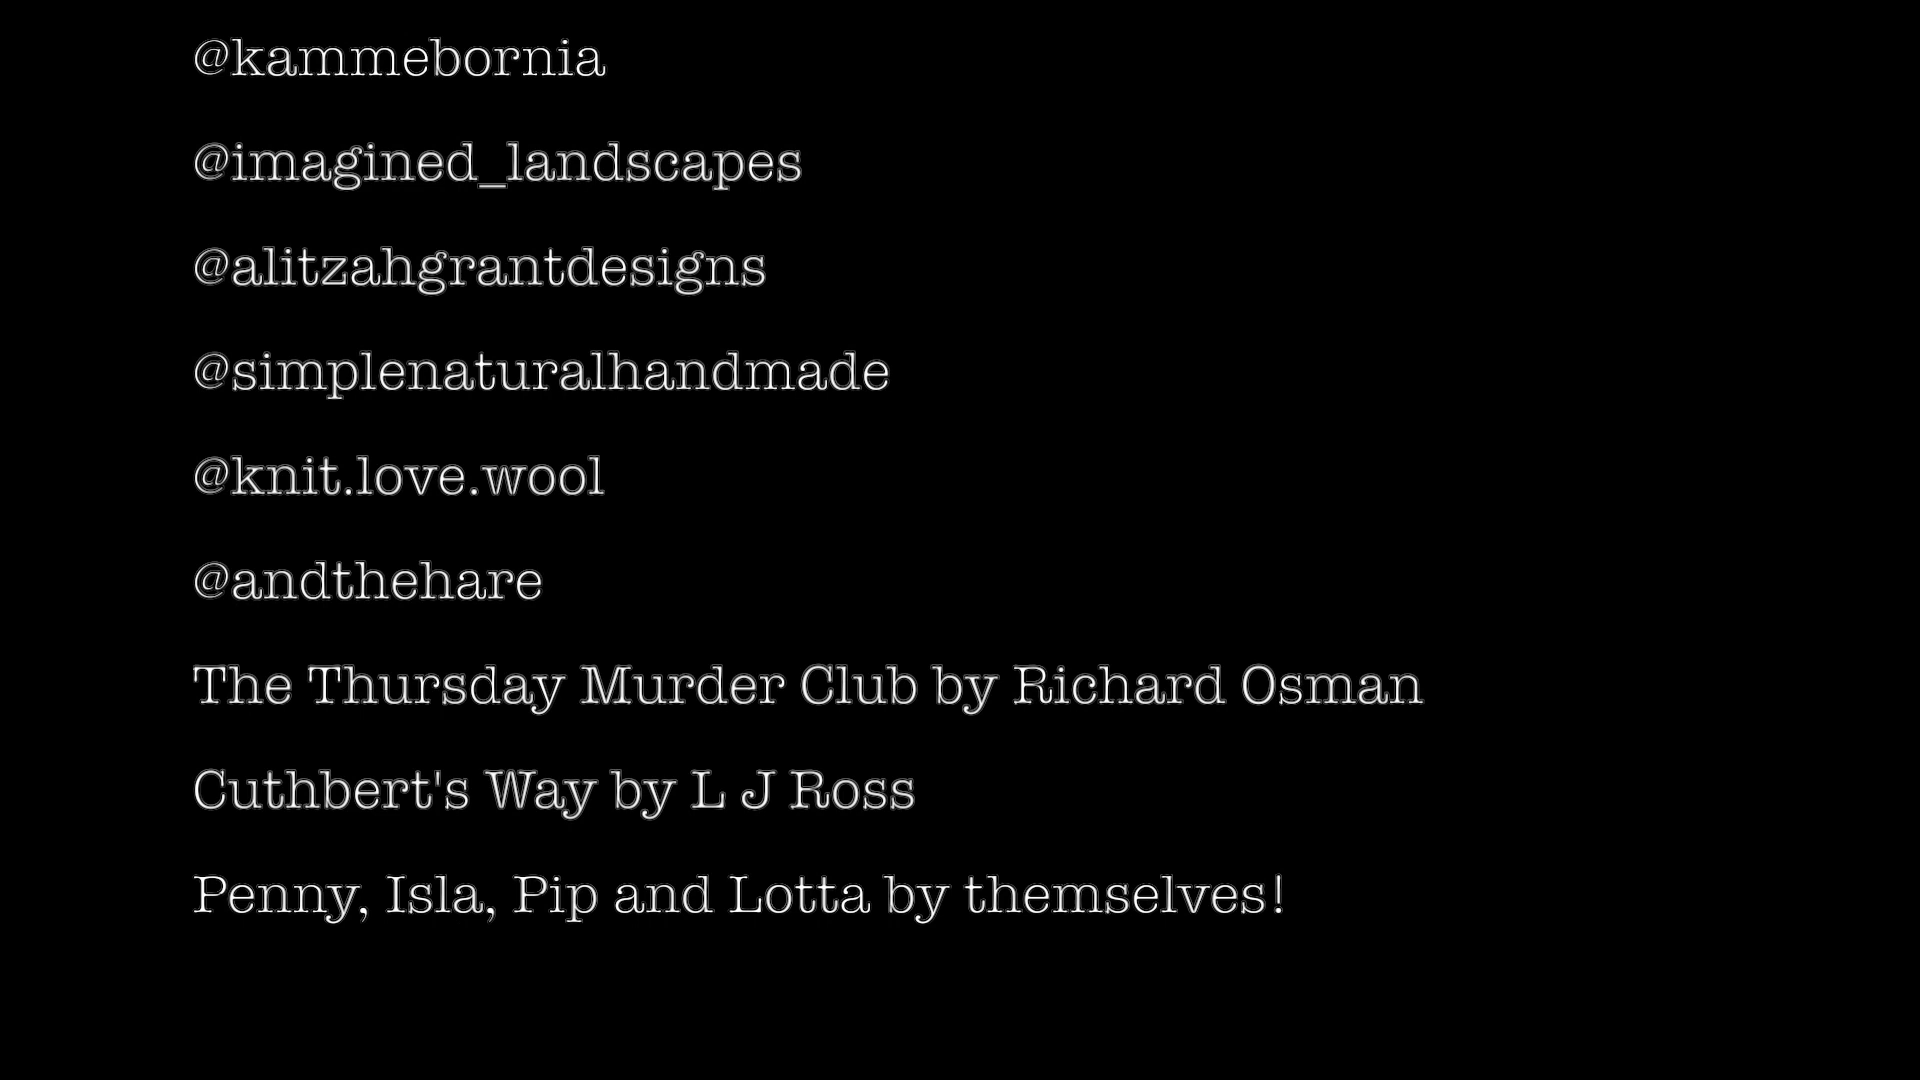 @kammebornia
@imagined_landscapes
@alitzahgrantdesigns
@simplenaturalhandmade
@knit.love.wool
@andthehare
The Thursday Murder Club by Richard Osman
Cuthbert's Way by L J Ross
Penny, Isla, Pip and Lotta by themselves!